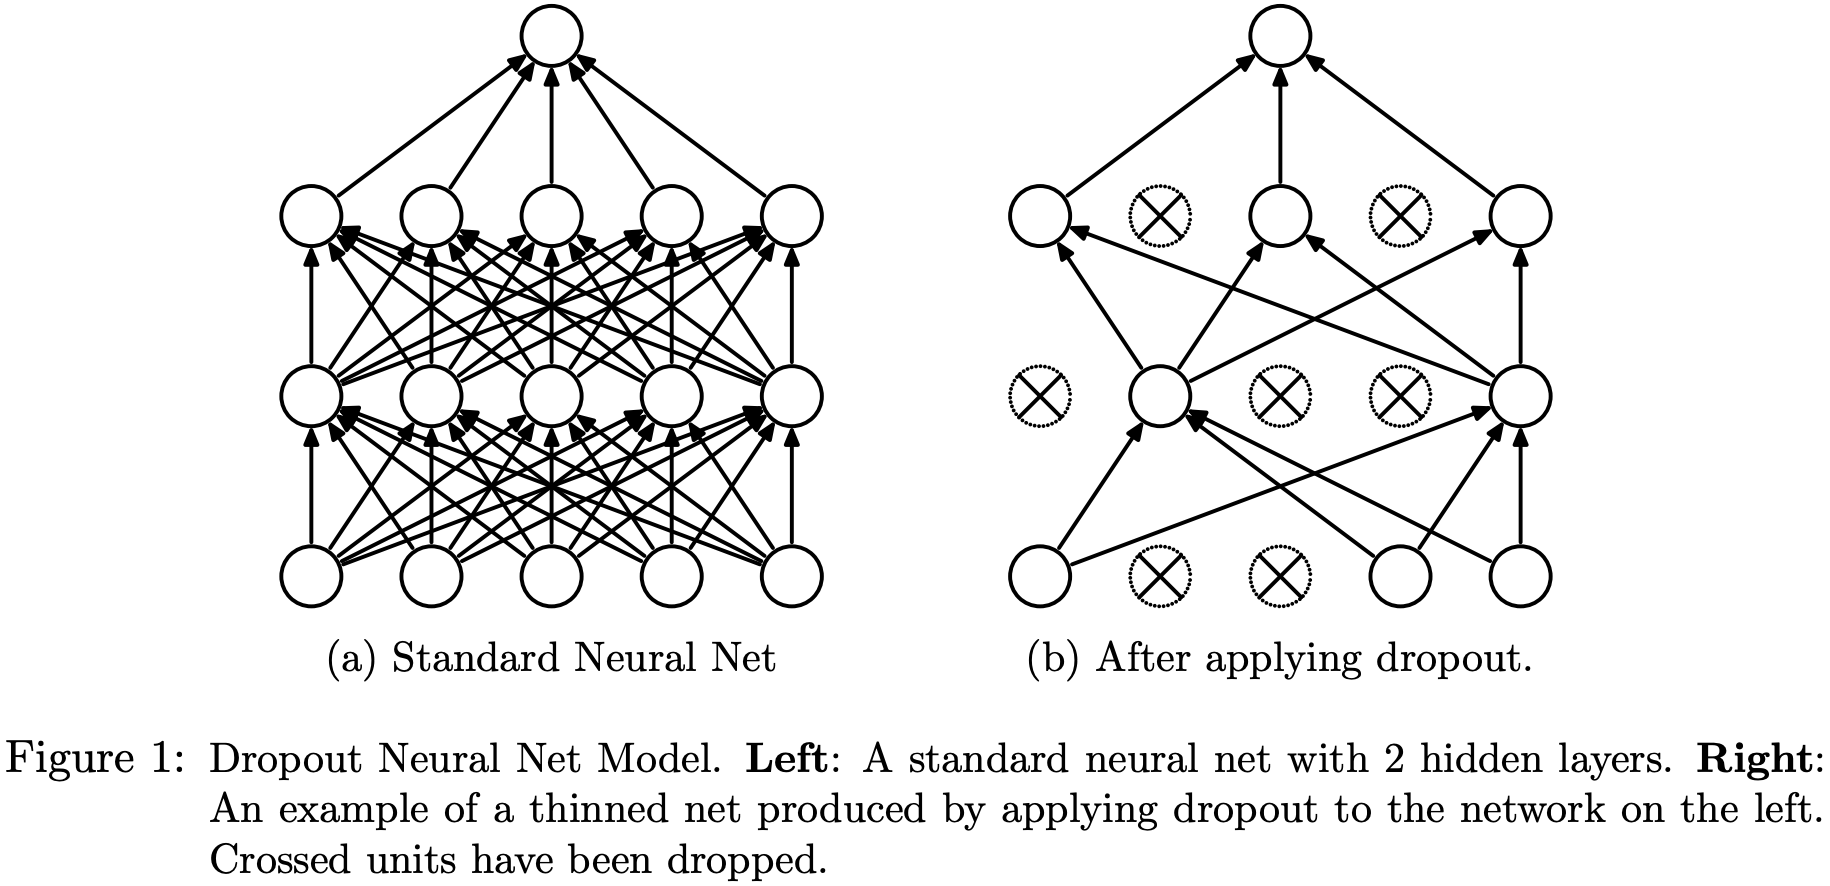 (a) Standard Neural Net
(b) After applying dropout.
Figure 1: Dropout Neural Net Model. Left: A standard neural net with 2 hidden layers. Right:
An example of a thinned net produced by applying dropout to the network on the left.
Crossed units have been dropped.